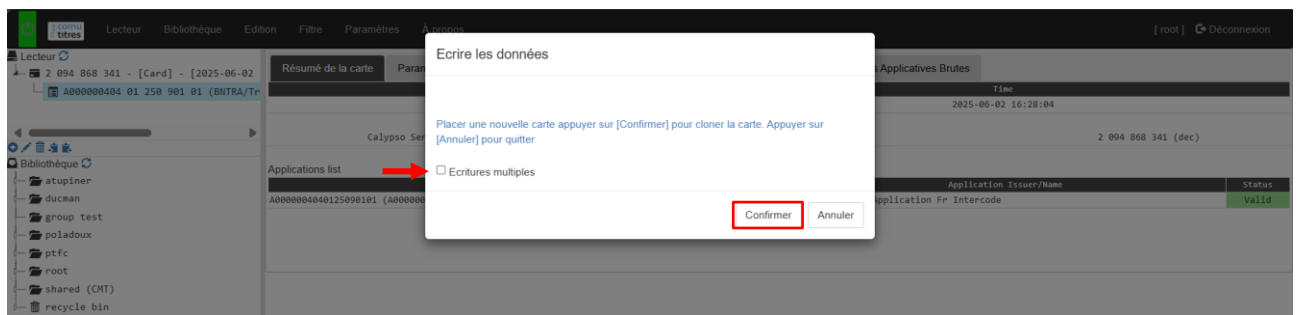 comu
titres
Lecteur Bibliothèque Edition Filtre Paramètres À propos [ root ] Déconnexion
Lecteur
2 094 868 341 - [Card] - [2025-06-02
A000000404 01 250 901 01 (BNTRA/Tr
Bibliothèque
atupiner
ducman
group test
poladoux
ptfc
root
shared (CMT)
recycle bin
Résumé de la carte Paran Applicatives Brutes
Time
2025-06-02 16:28:04
Calypso Ser 2 094 868 341 (dec)
Applications list
Application Issuer/Name Status
A0000004040125090101 (A000000 Application Fr Intercode Valid
Ecrire les données
Placer une nouvelle carte appuyer sur [Confirmer] pour cloner la carte. Appuyer sur
[Annuler] pour quitter
Ecritures multiples
Confirmer Annuler